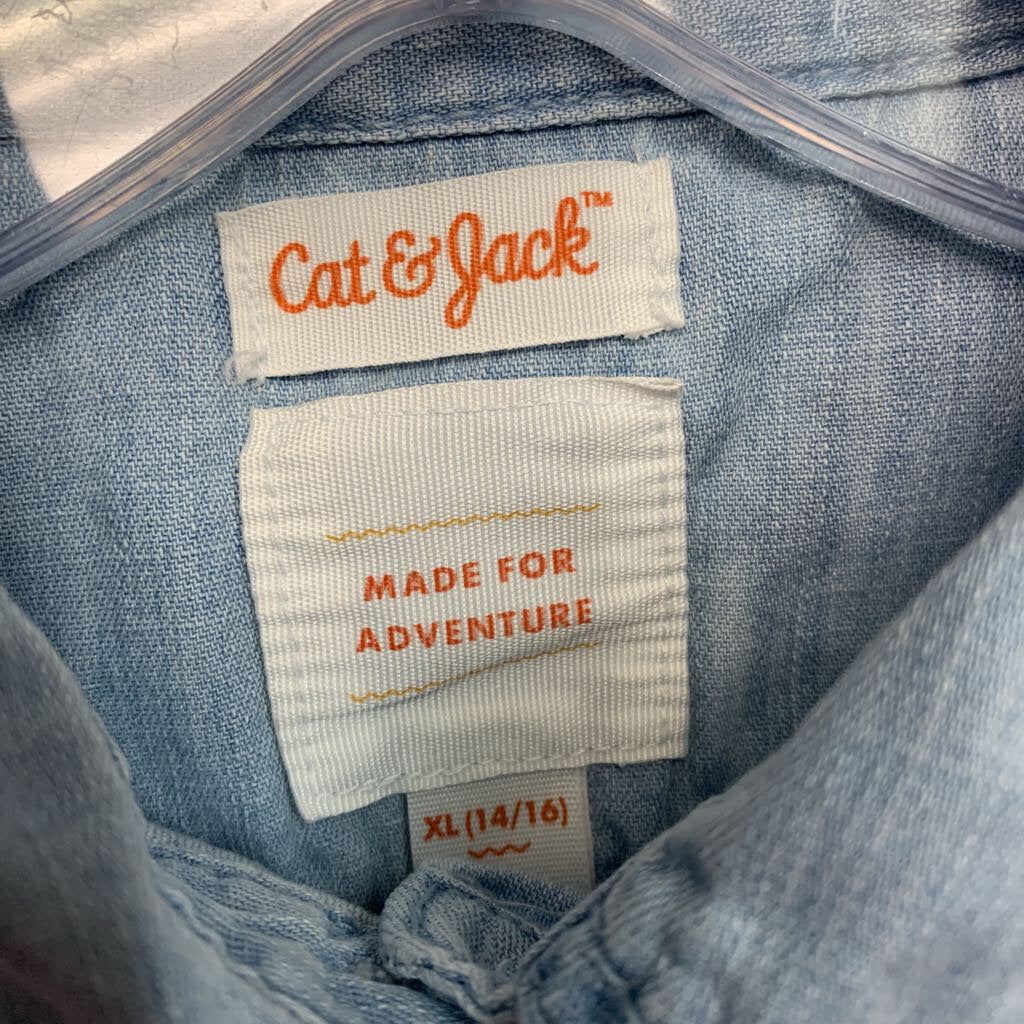 Cat & Jack™
MADE FOR
ADVENTURE
XL (14/16)